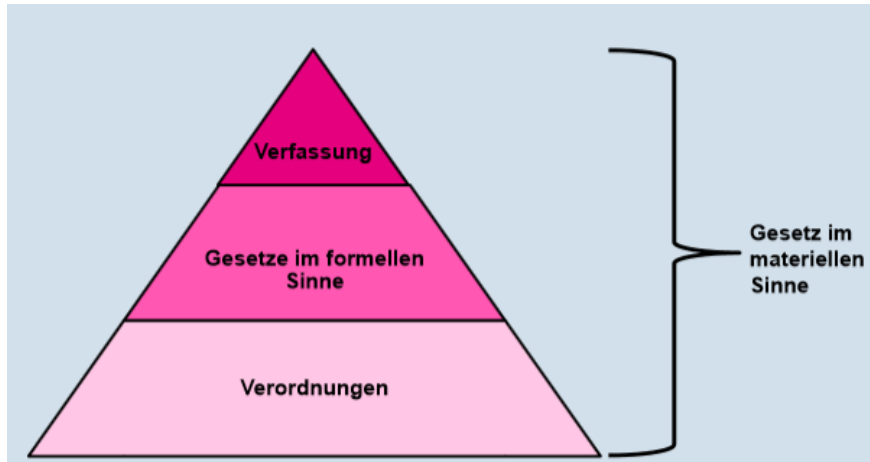 Verfassung
Gesetze im formellen
Sinne
Verordnungen
Gesetz im
materiellen
Sinne